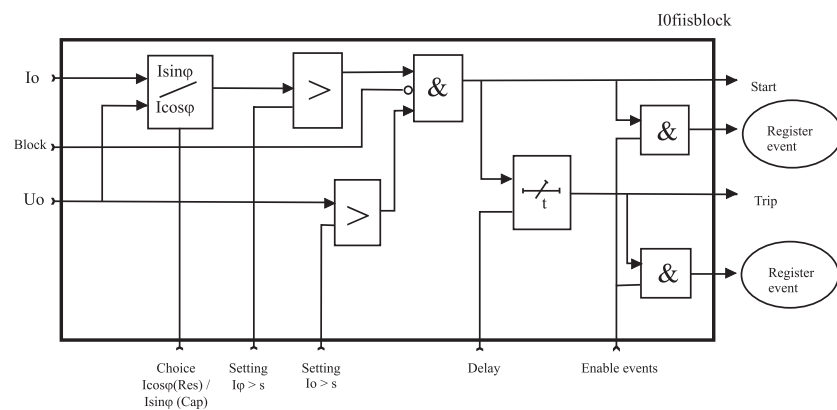 I0fiisblock
Io
Isinφ
Icosφ
>
&
Start
Block
&
Register
event
Uo
>
t
Trip
&
Register
event
Choice
Icosφ(Res) /
Isinφ (Cap)
Setting
Iφ > s
Setting
Io > s
Delay
Enable events